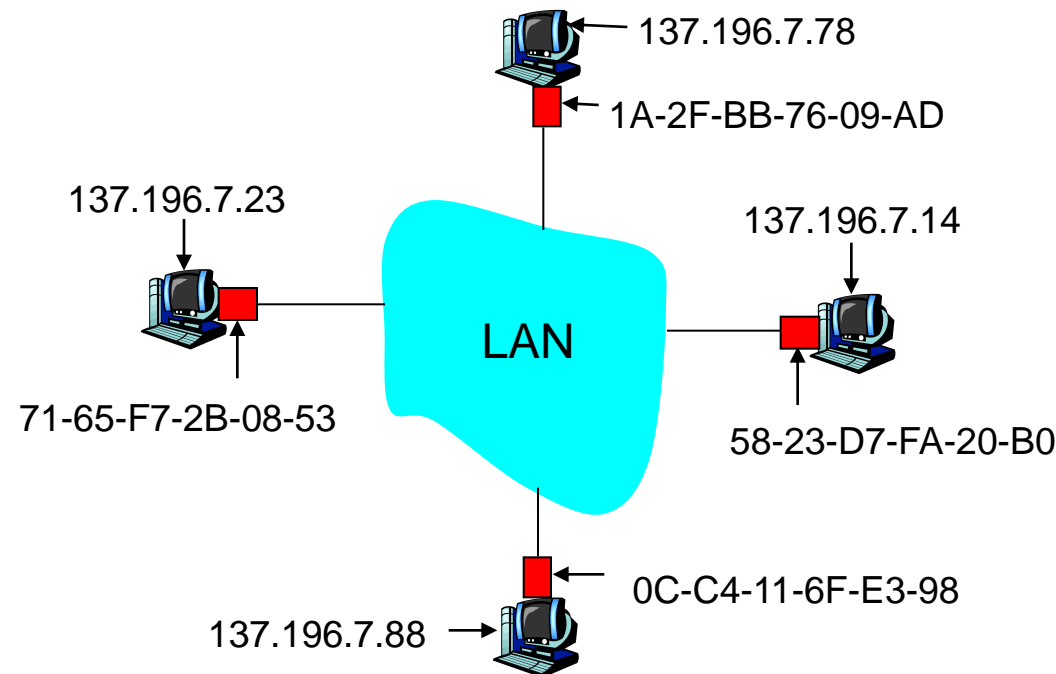 137.196.7.78
1A-2F-BB-76-09-AD
137.196.7.23
137.196.7.14
LAN
71-65-F7-2B-08-53
58-23-D7-FA-20-B0
0C-C4-11-6F-E3-98
137.196.7.88